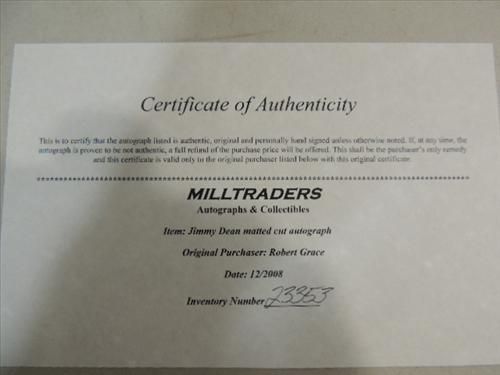 Certificate of Authenticity
This is to certify that the autograph listed is authentic, original and personally hand signed unless otherwise noted. If, at any time, the
autograph is proven to be not authentic, a full refund of the purchase price will be offered. This shall be the purchaser's only remedy
and this certificate is valid only to the original purchaser listed below with this original certificate.
MILLTRADERS
Autographs & Collectibles
Item: Jimmy Dean matted cut autograph
Original Purchaser: Robert Grace
Date: 12/2008
Inventory Number 23353